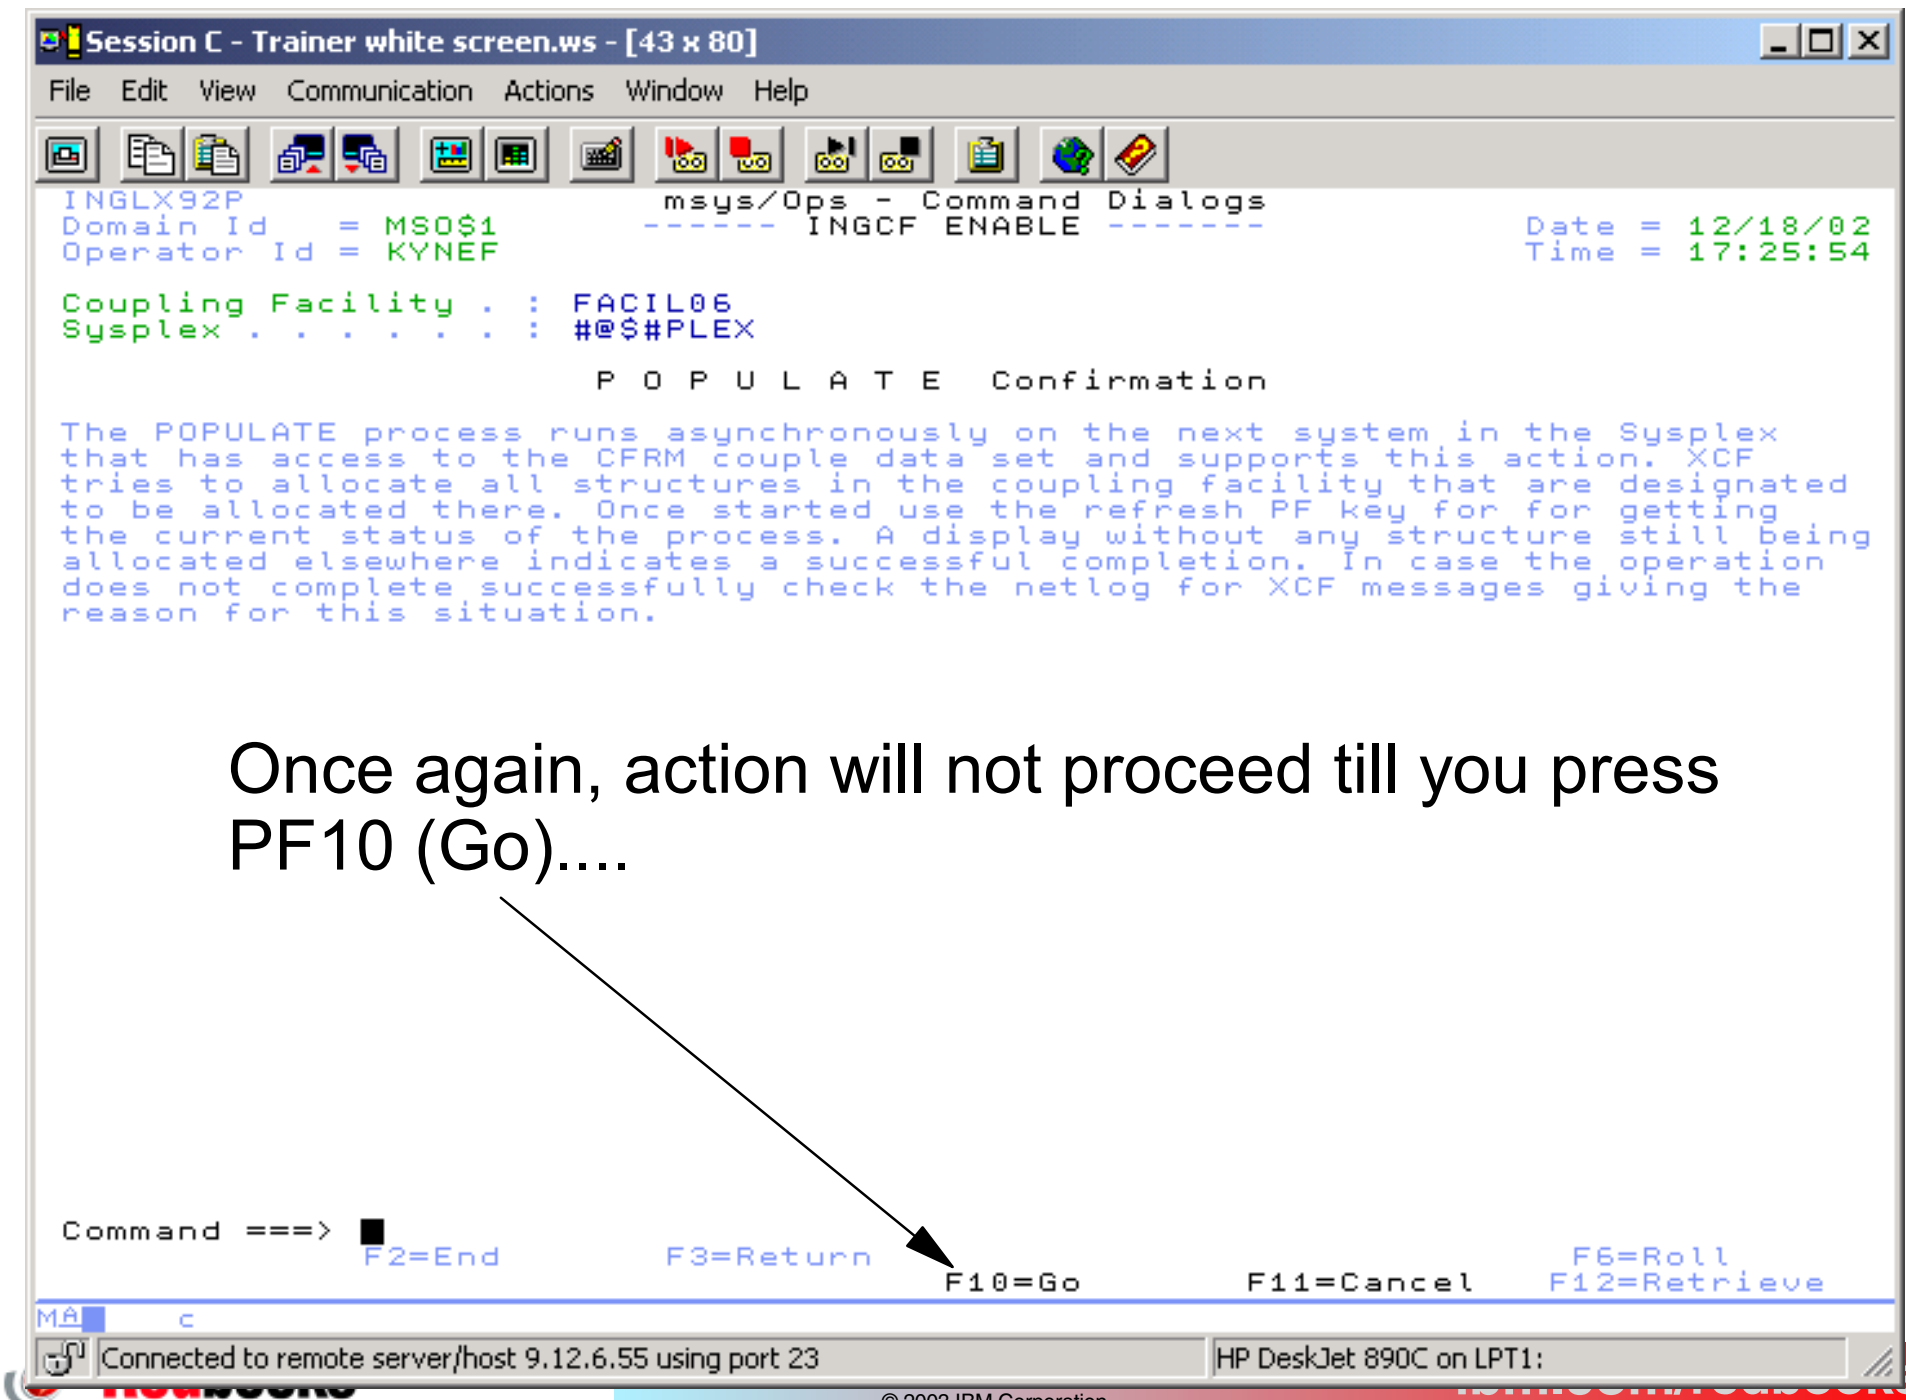 Session C - Trainer white screen.ws - [43 x 80]
File Edit View Communication Actions Window Help
INGLX92P msys/Ops - Command Dialogs
Domain Id = MSO$1 ------ INGCF ENABLE ------- Date = 12/18/02
Operator Id = KYNEF Time = 17:25:54
Coupling Facility . : FACIL06
Sysplex . . . . . . : #@$#PLEX
P O P U L A T E Confirmation
The POPULATE process runs asynchronously on the next system in the Sysplex
that has access to the CFRM couple data set and supports this action. XCF
tries to allocate all structures in the coupling facility that are designated
to be allocated there. Once started use the refresh PF key for for getting
the current status of the process. A display without any structure still being
allocated elsewhere indicates a successful completion. In case the operation
does not complete successfully check the netlog for XCF messages giving the
reason for this situation.
Once again, action will not proceed till you press
PF10 (Go)....
Command ===>
F2=End F3=Return F6=Roll
F10=Go F11=Cancel F12=Retrieve
MA c
Connected to remote server/host 9.12.6.55 using port 23 HP DeskJet 890C on LPT1: